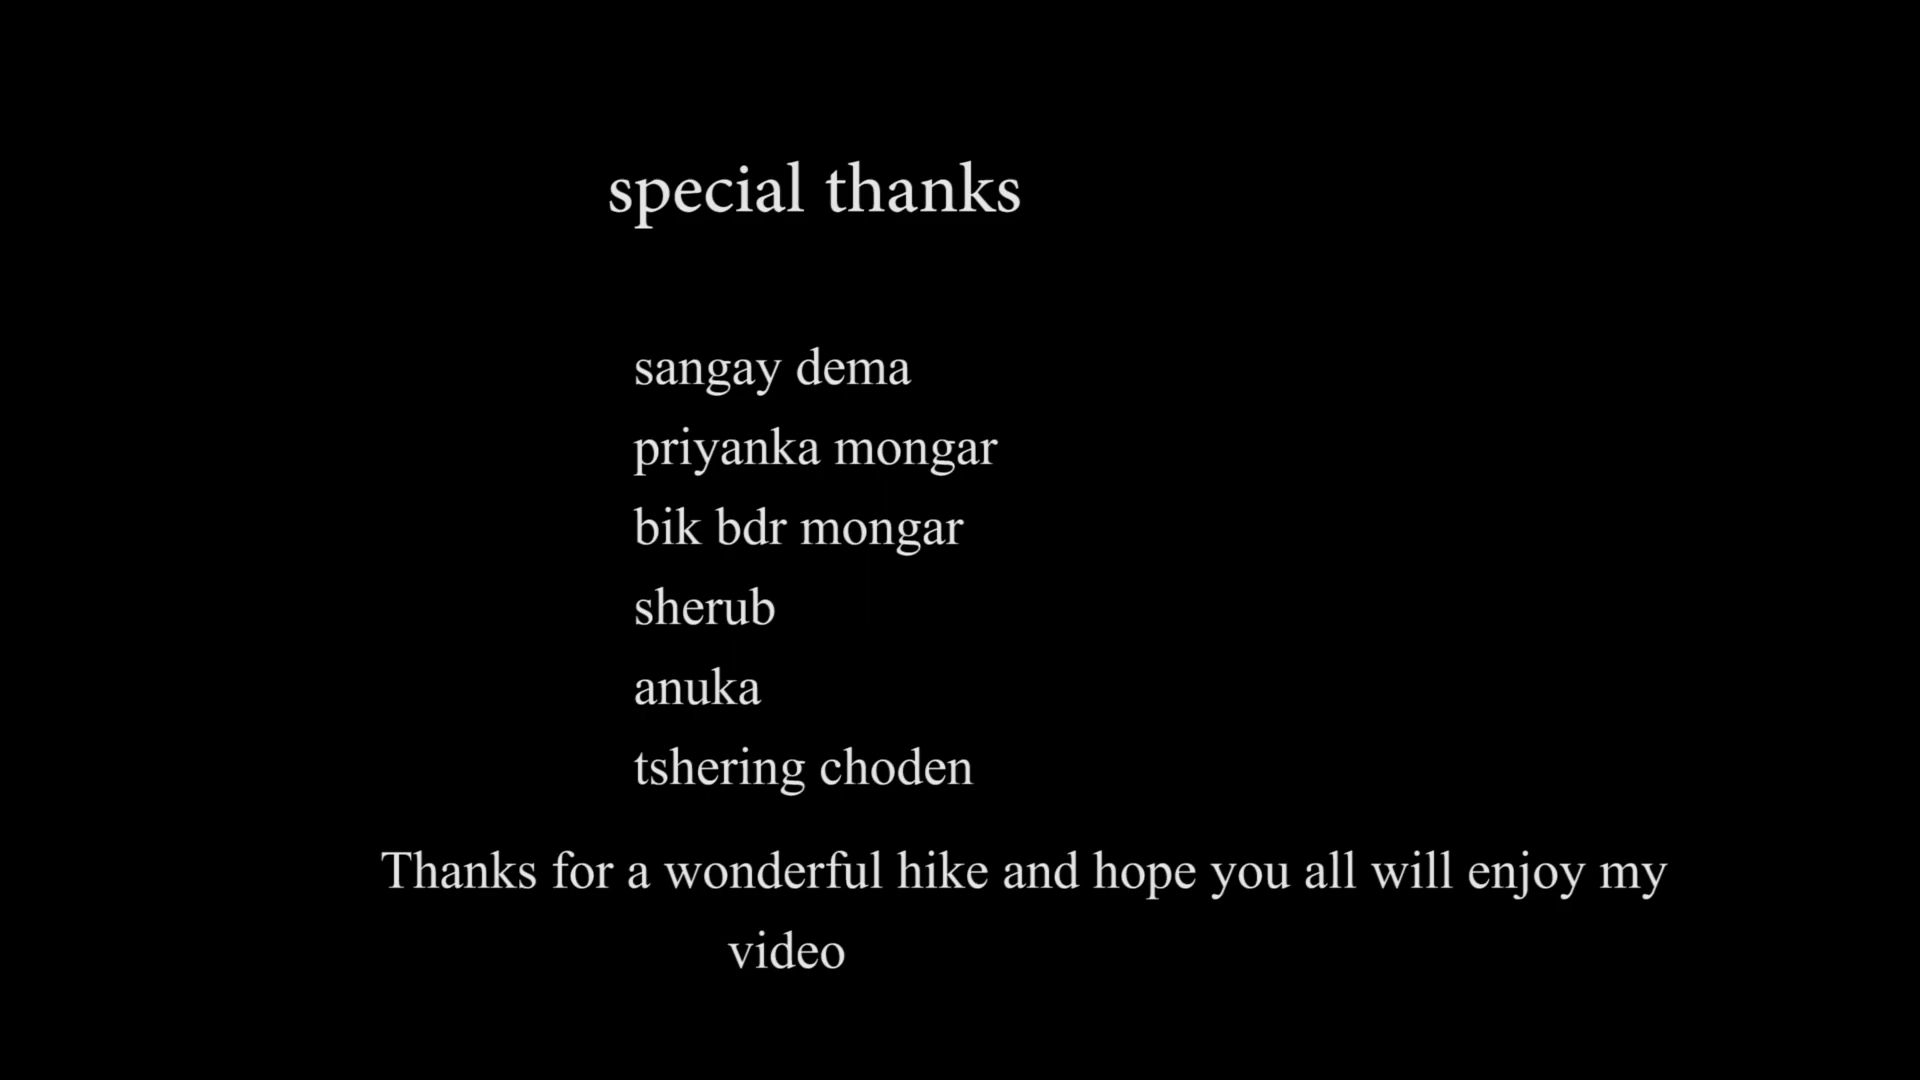 special thanks
sangay dema
priyanka mongar
bik bdr mongar
sherub
anuka
tshering choden
Thanks for a wonderful hike and hope you all will enjoy my
video